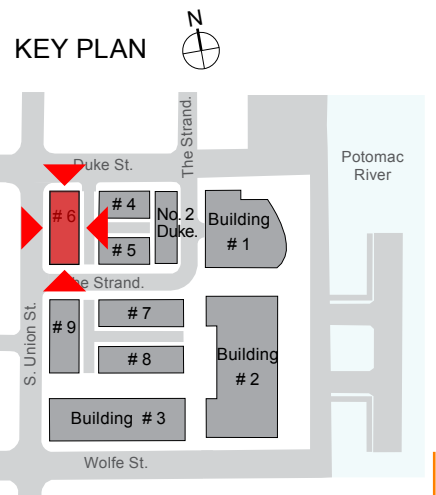 N
KEY PLAN
The Strand.
Duke St.
Potomac
River
# 6
# 4
No. 2
Duke.
Building
# 1
# 5
The Strand.
S. Union St.
# 9
# 7
# 8
Building
# 2
Building # 3
Wolfe St.